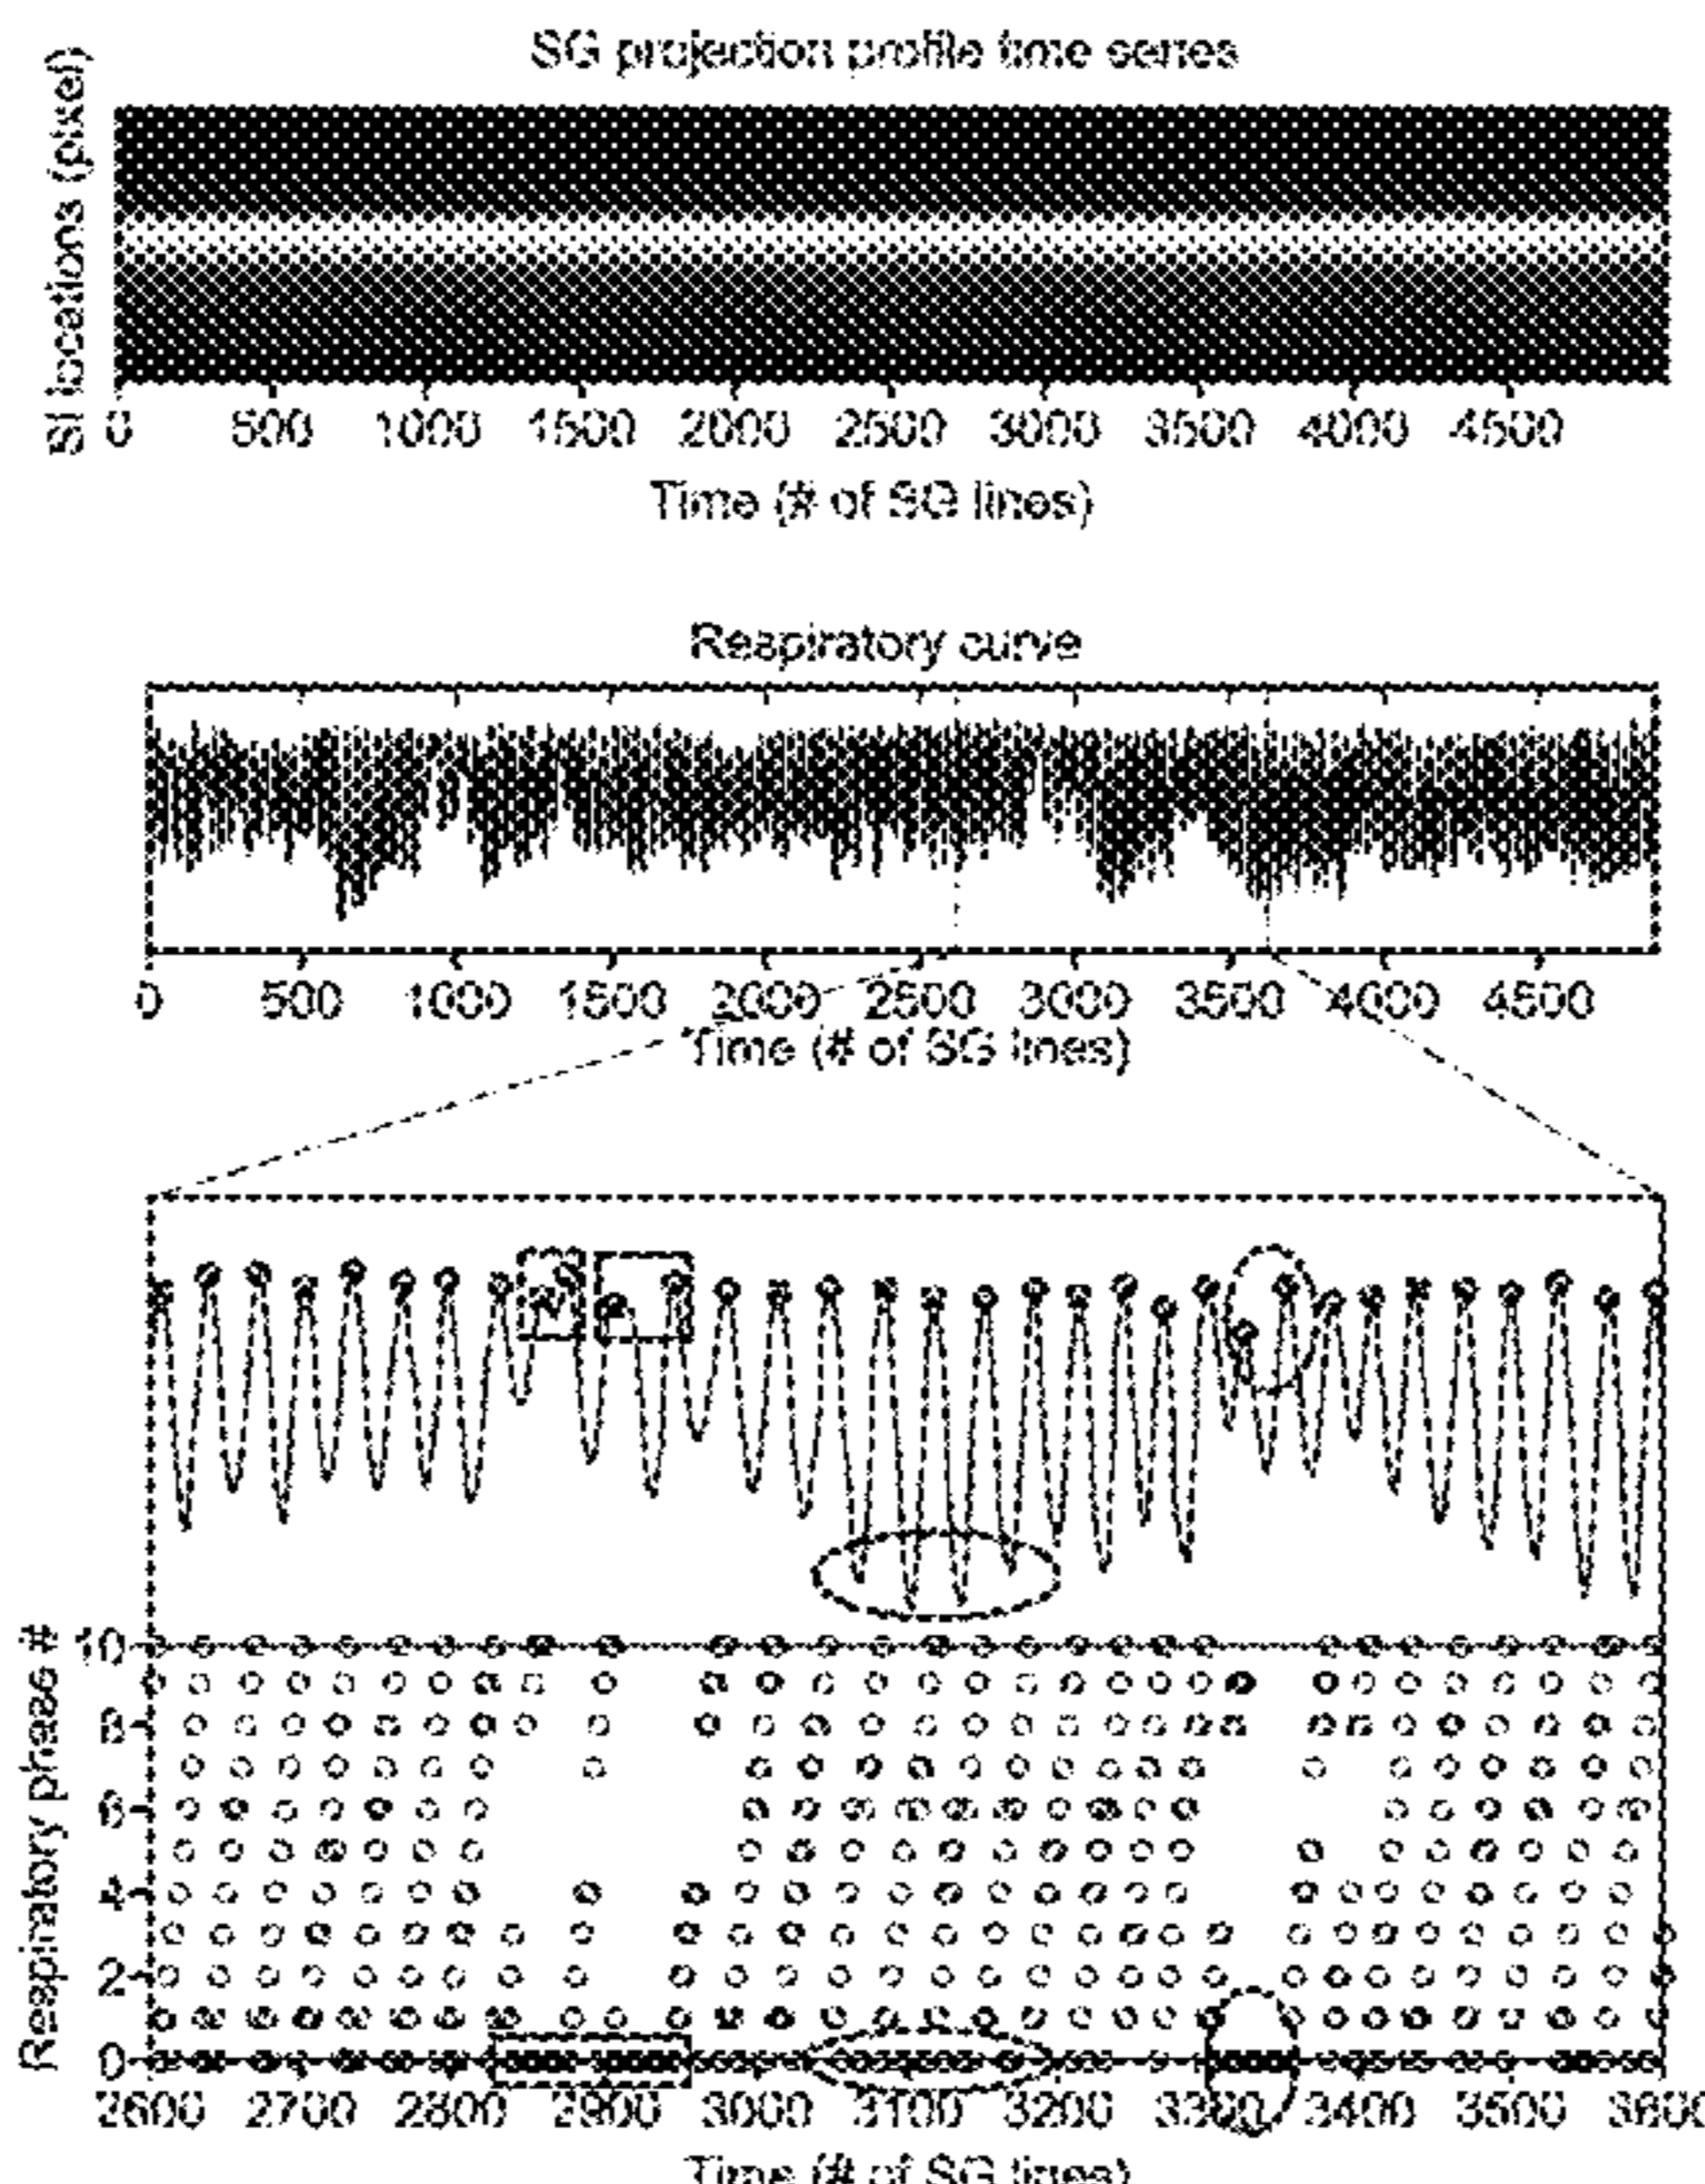 SG projection profile time series
SI locations (pixel)
0 500 1000 1500 2000 2500 3000 3500 4000 4500
Time (# of SG lines)
Respiratory curve
0 500 1000 1500 2000 2500 3000 3500 4000 4500
Time (# of SG lines)
Respiratory phase #
10
8
6
4
2
0
2600 2700 2800 2900 3000 3100 3200 3300 3400 3500 3600
Time (# of SG lines)